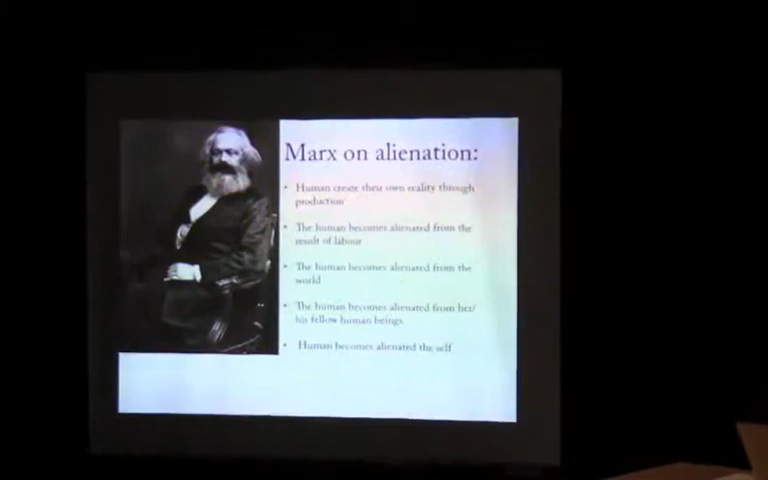 Marx on alienation:
• Human create their own reality through
production
• The human becomes alienated from the
result of labour
• The human becomes alienated from the
world
• The human becomes alienated from her/
his fellow human beings
• Human becomes alienated the self